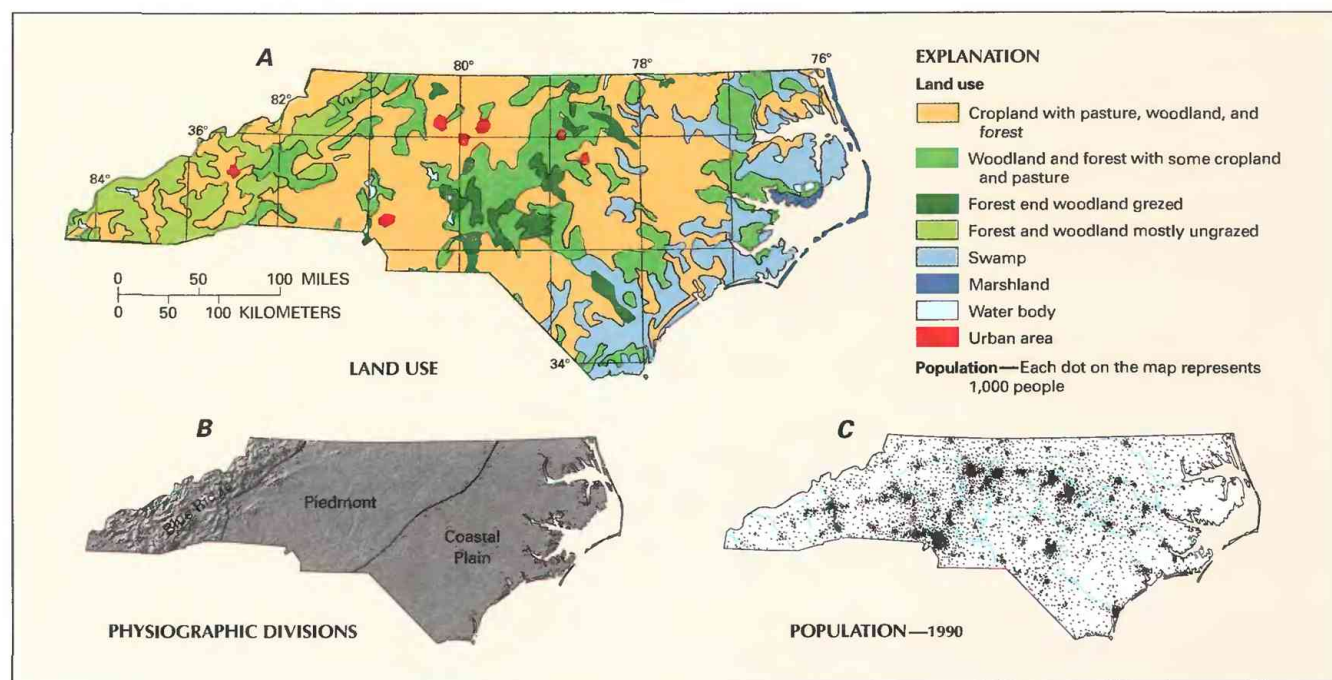 A
80°
78°
76°
82°
36°
84°
34°
0 50 100 MILES
0 50 100 KILOMETERS
LAND USE
EXPLANATION
Land use
Cropland with pasture, woodland, and
forest
Woodland and forest with some cropland
and pasture
Forest end woodland grezed
Forest and woodland mostly ungrazed
Swamp
Marshland
Water body
Urban area
Population—Each dot on the map represents
1,000 people
B
Blue Ridge
Piedmont
Coastal
Plain
PHYSIOGRAPHIC DIVISIONS
C
POPULATION—1990